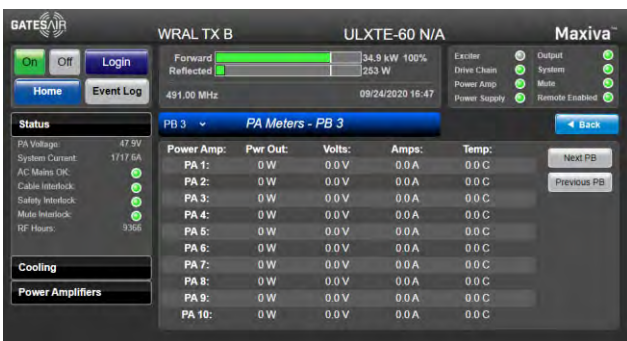 GATESAIR
WRAL TX B
ULXTE-60 N/A
Maxiva™
On
Off
Login
Home
Event Log
Forward
34.9 kW 100%
Reflected
253 W
491.00 MHz
09/24/2020 16:47
Exciter
Drive Chain
Power Amp
Power Supply
Output
System
Mute
Remote Enabled
Status
PA Voltage: 47.9V
System Current: 1717.6A
AC Mains OK:
Cable Interlock:
Safety Interlock:
Mute Interlock:
RF Hours: 9366
Cooling
Power Amplifiers
PB 3
PA Meters - PB 3
Back
Power Amp: Pwr Out: Volts: Amps: Temp:
PA 1: 0 W 0.0 V 0.0 A 0.0 C
PA 2: 0 W 0.0 V 0.0 A 0.0 C
PA 3: 0 W 0.0 V 0.0 A 0.0 C
PA 4: 0 W 0.0 V 0.0 A 0.0 C
PA 5: 0 W 0.0 V 0.0 A 0.0 C
PA 6: 0 W 0.0 V 0.0 A 0.0 C
PA 7: 0 W 0.0 V 0.0 A 0.0 C
PA 8: 0 W 0.0 V 0.0 A 0.0 C
PA 9: 0 W 0.0 V 0.0 A 0.0 C
PA 10: 0 W 0.0 V 0.0 A 0.0 C
Next PB
Previous PB